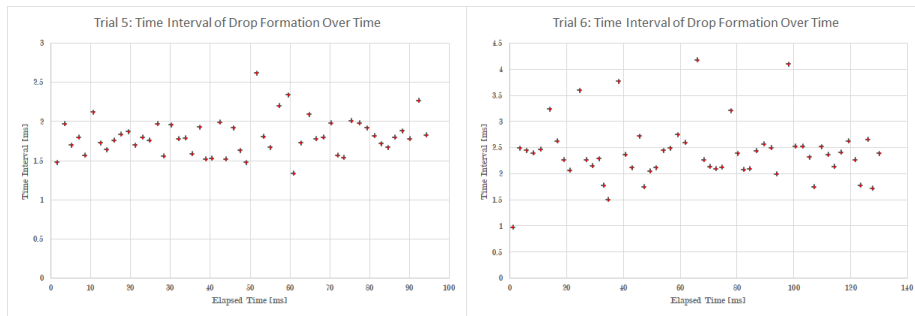 Trial 5: Time Interval of Drop Formation Over Time
3
2.5
2
1.5
1
0.5
0
Time Interval [ms]
0 10 20 30 40 50 60 70 80 90 100
Elapsed Time [ms]
Trial 6: Time Interval of Drop Formation Over Time
4.5
4
3.5
3
2.5
2
1.5
1
0.5
0
Time Interval [ms]
0 20 40 60 80 100 120 140
Elapsed Time [ms]